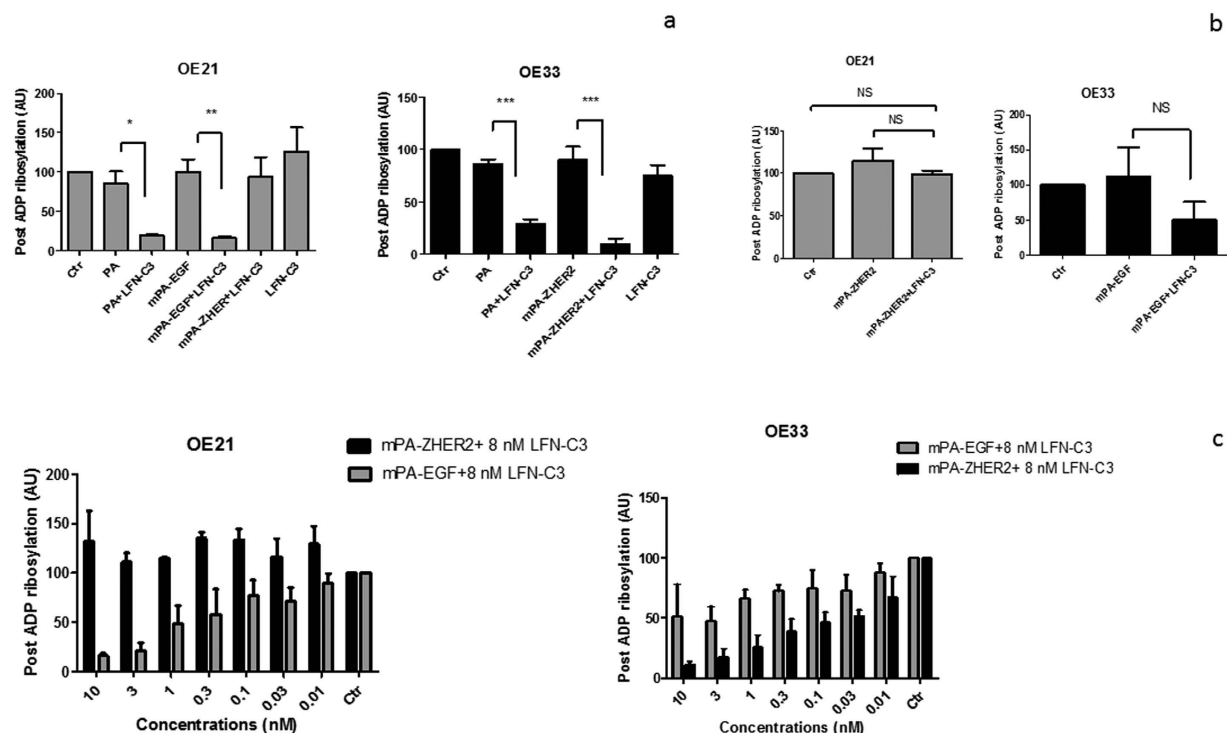 a
OE21
Post ADP ribosylation (AU)
200
150
100
50
0
*
**
Ctr
PA
PA+LFN-C3
mPA-EGF
mPA-EGF+LFN-C3
mPA-ZHER+LFN-C3
LFN-C3
OE33
Post ADP ribosylation (AU)
150
100
50
0
***
***
Ctr
PA
PA+LFN-C3
mPA-ZHER2
mPA-ZHER2+LFN-C3
LFN-C3
b
OE21
Post ADP ribosylation (AU)
150
100
50
0
NS
NS
Ctr
mPA-ZHER2
mPA-ZHER2+LFN-C3
OE33
Post ADP ribosylation (AU)
200
150
100
50
0
NS
Ctr
mPA-EGF
mPA-EGF+LFN-C3
c
OE21
mPA-ZHER2+ 8 nM LFN-C3
mPA-EGF+8 nM LFN-C3
Post ADP ribosylation (AU)
200
150
100
50
0
10
3
1
0.3
0.1
0.03
0.01
Ctr
Concentrations (nM)
OE33
mPA-EGF+8 nM LFN-C3
mPA-ZHER2+ 8 nM LFN-C3
Post ADP ribosylation (AU)
150
100
50
0
10
3
1
0.3
0.1
0.03
0.01
Ctr
Concentrations (nM)